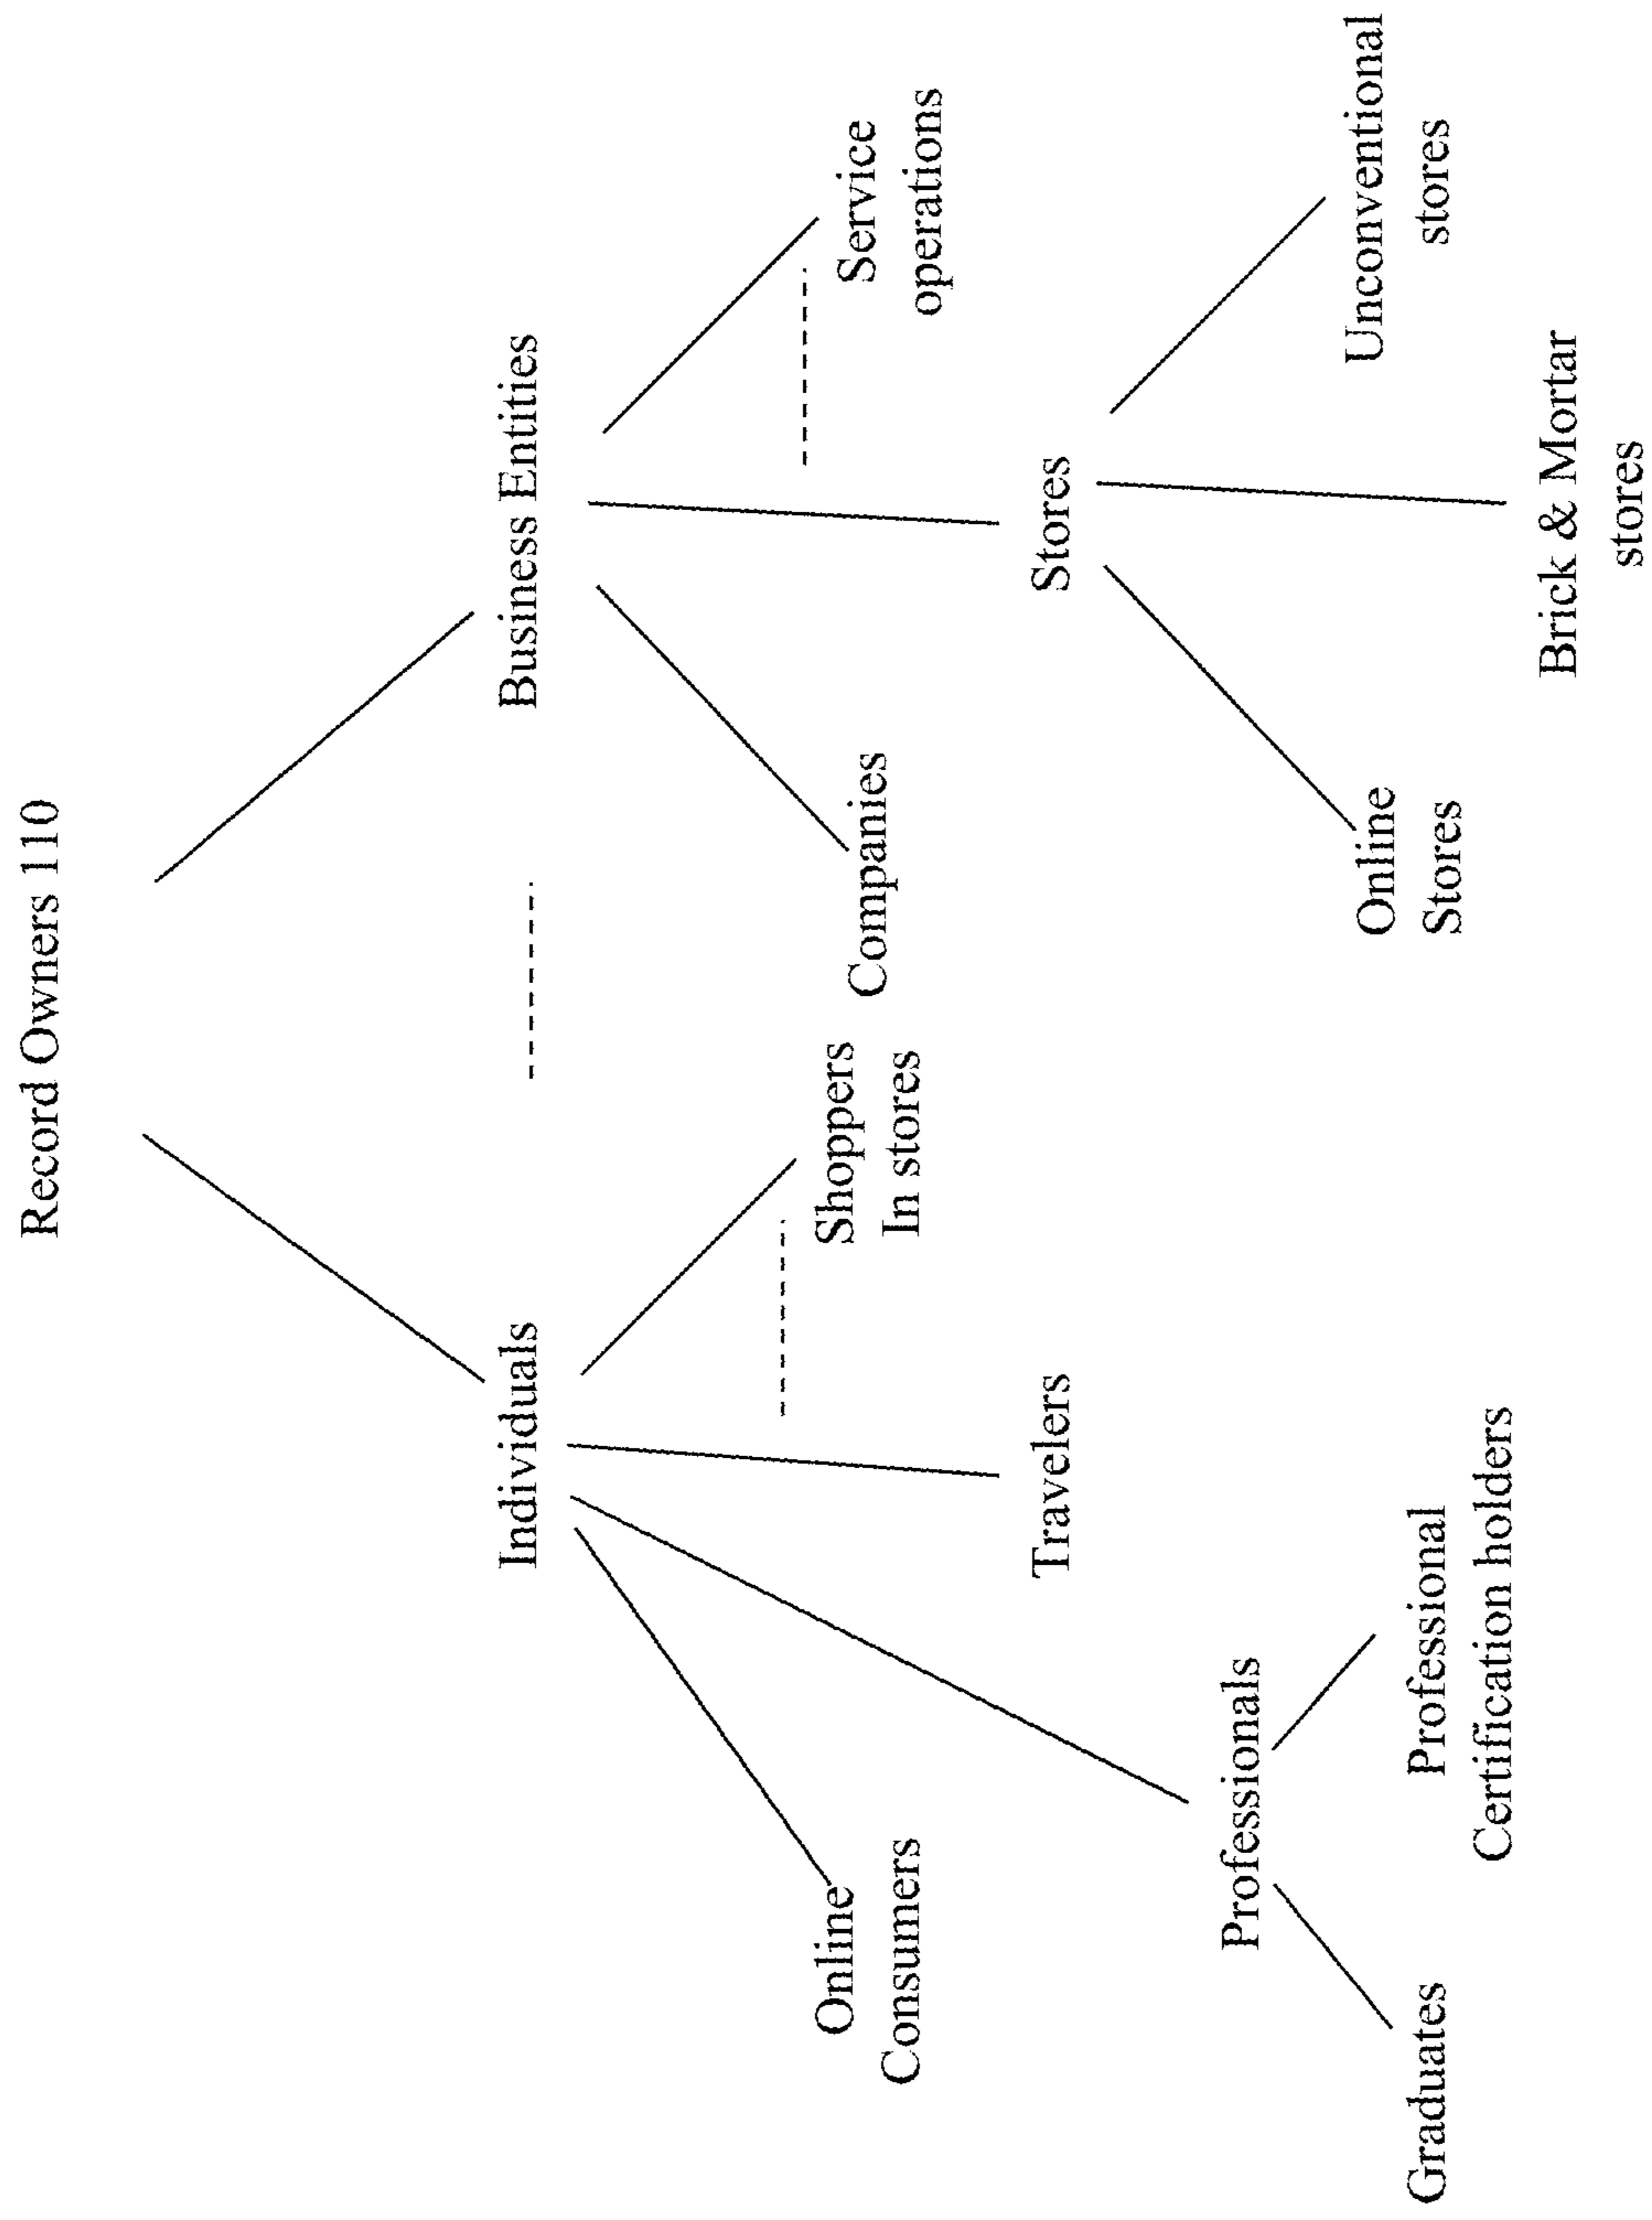 Record Owners 110
Individuals
Business Entities
Online
Consumers
Shoppers
In stores
Companies
Service
operations
Travelers
Stores
Professionals
Graduates
Professional
Certification holders
Online
Stores
Unconventional
stores
Brick & Mortar
stores